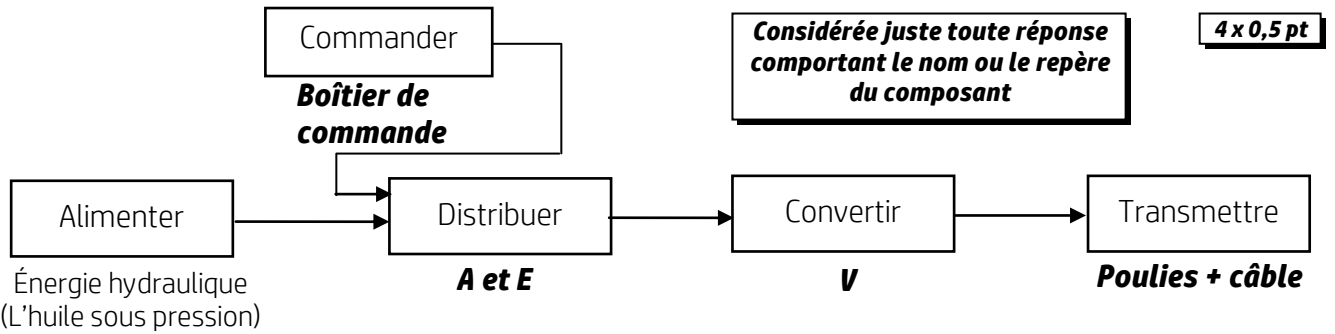 Commander
Considérée juste toute réponse
comportant le nom ou le repère
du composant
4 x 0,5 pt
Boîtier de
commande
Alimenter
Distribuer
Convertir
Transmettre
Énergie hydraulique
(L'huile sous pression)
A et E
V
Poulies + câble